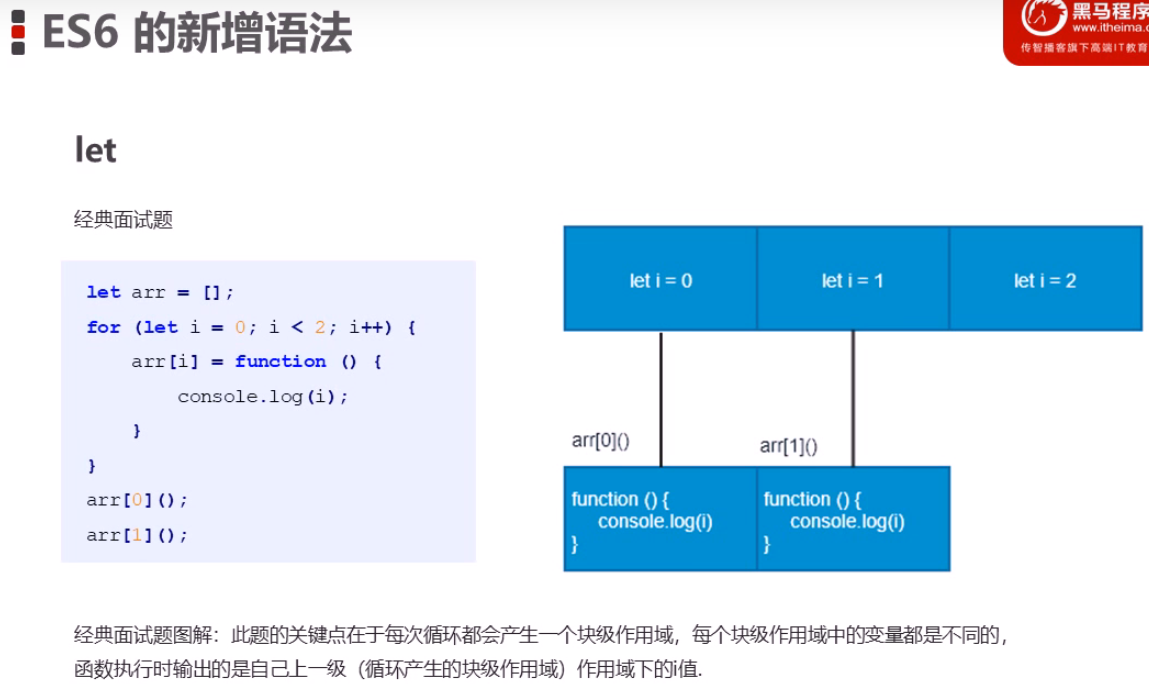 ES6 的新增语法
黑马程序
www.itheima.c
传智播客旗下高端IT教育
let
经典面试题
let arr = [];
for (let i = 0; i < 2; i++) {
    arr[i] = function () {
        console.log(i);
    }
}
arr[0]();
arr[1]();
let i = 0
let i = 1
let i = 2
arr[0]()
arr[1]()
function () {
    console.log(i)
}
function () {
    console.log(i)
}
经典面试题图解：此题的关键点在于每次循环都会产生一个块级作用域，每个块级作用域中的变量都是不同的，
函数执行时输出的是自己上一级（循环产生的块级作用域）作用域下的i值.